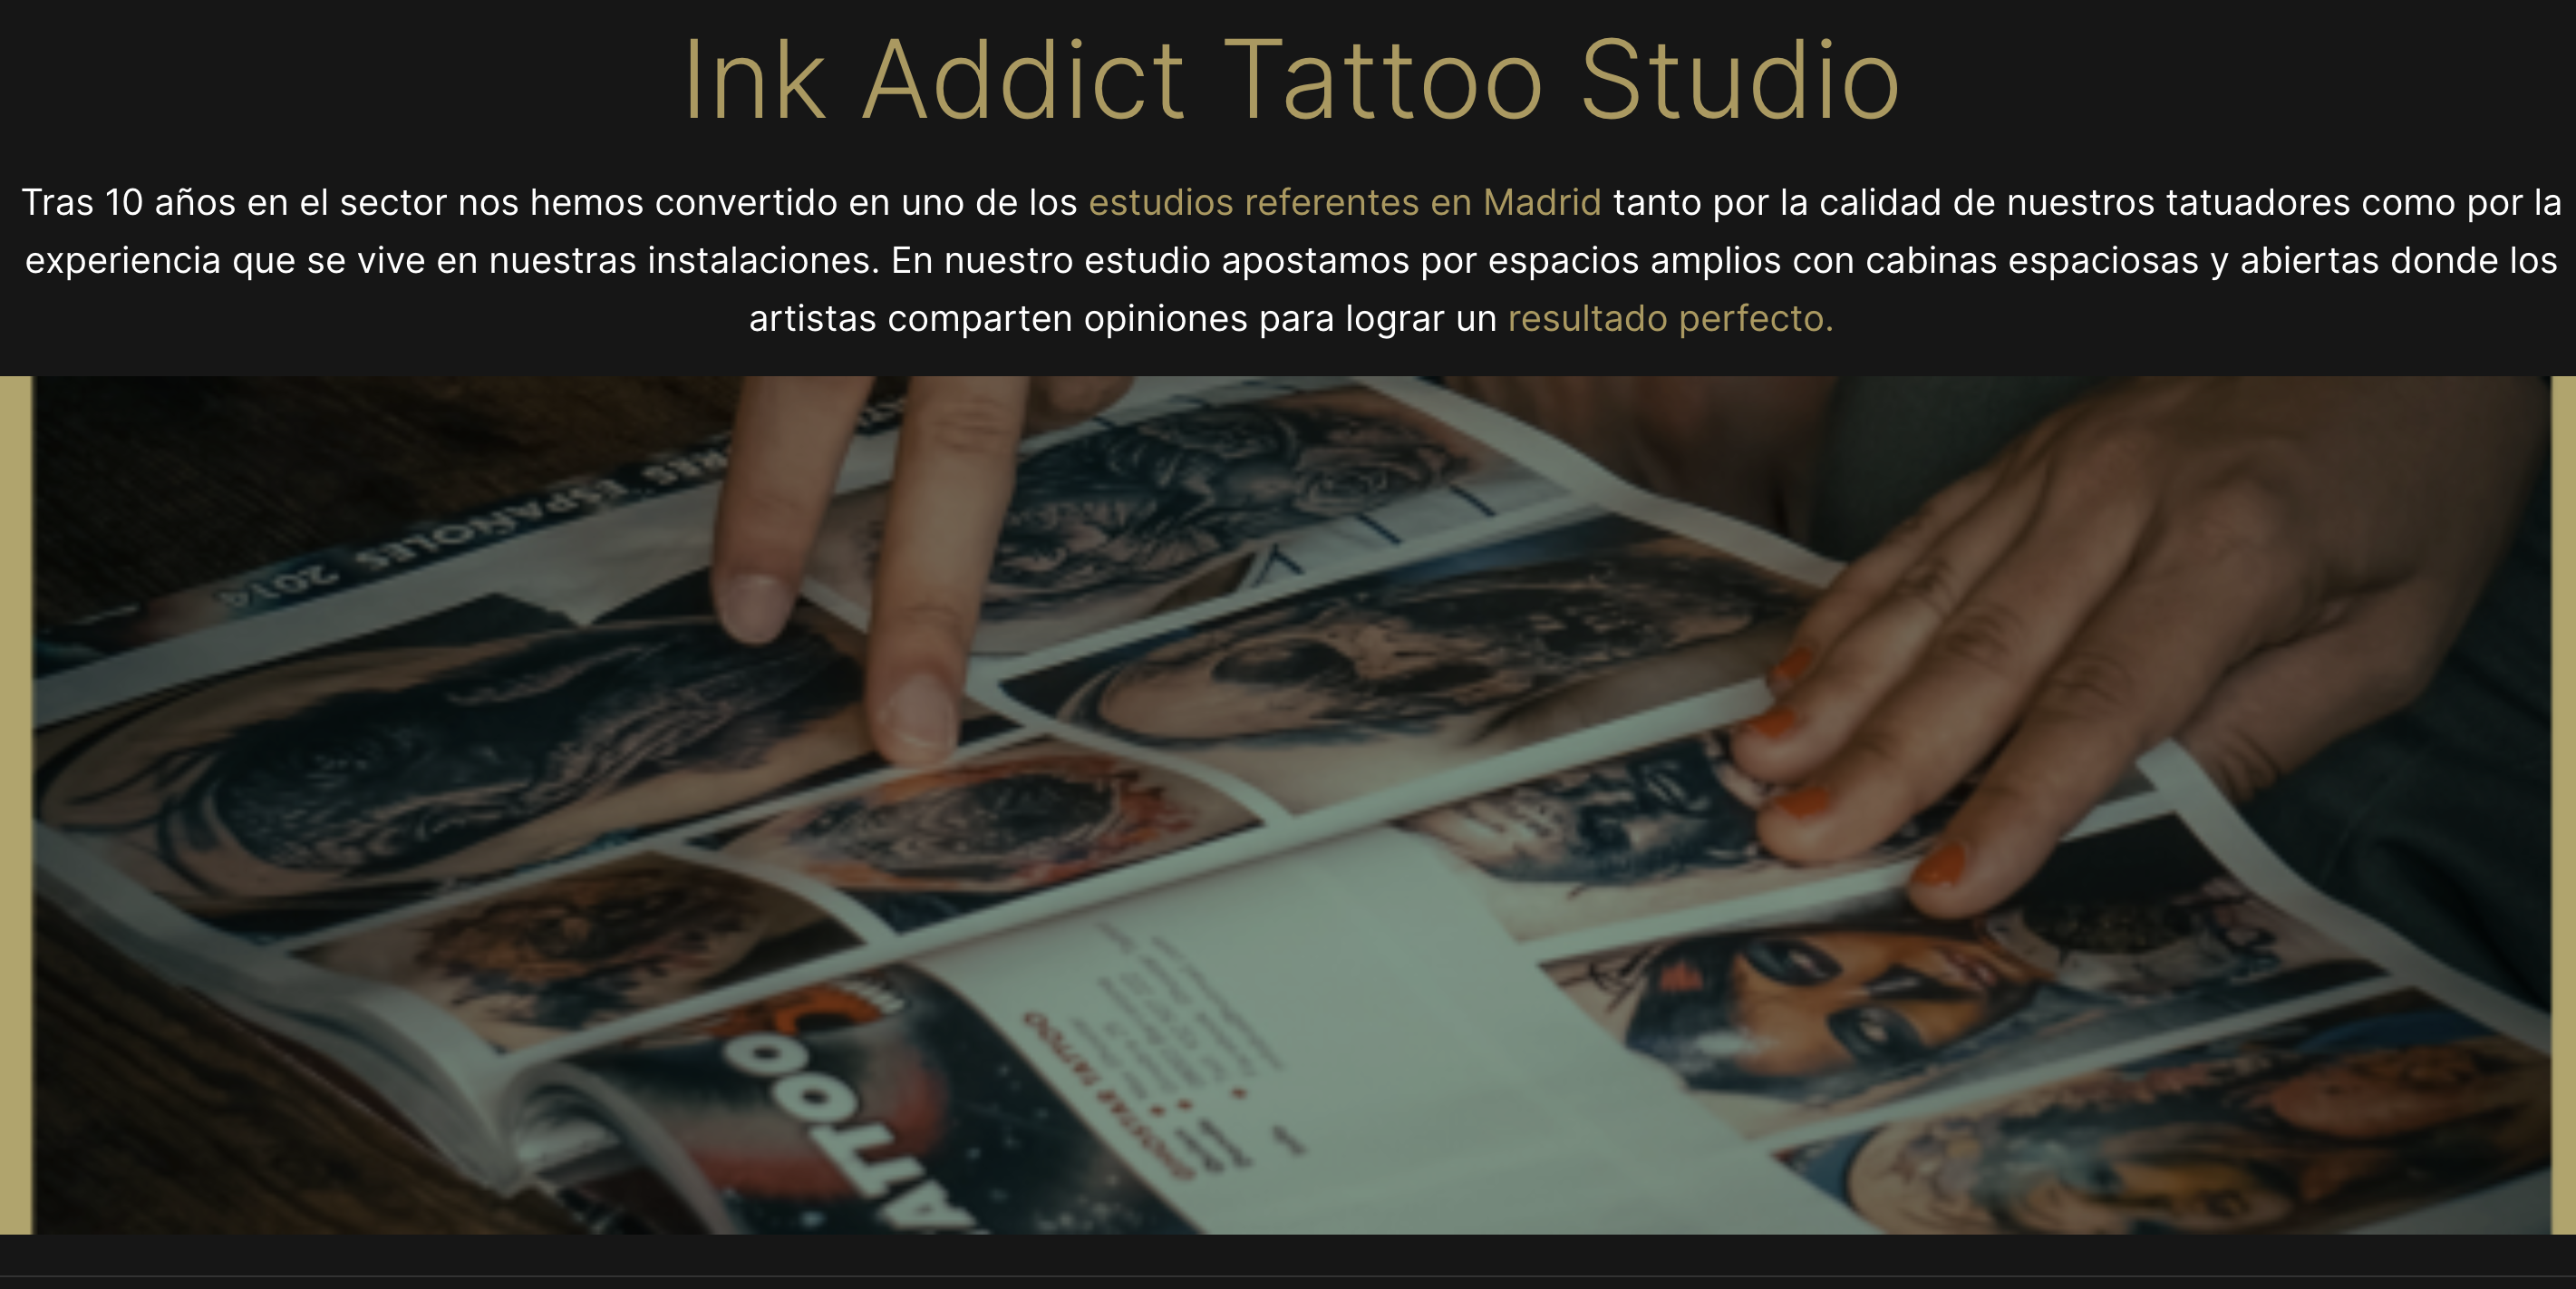 Ink Addict Tattoo Studio
Tras 10 años en el sector nos hemos convertido en uno de los estudios referentes en Madrid tanto por la calidad de nuestros tatuadores como por la
experiencia que se vive en nuestras instalaciones. En nuestro estudio apostamos por espacios amplios con cabinas espaciosas y abiertas donde los
artistas comparten opiniones para lograr un resultado perfecto.
ESPAÑOLES 2014
TATTOO